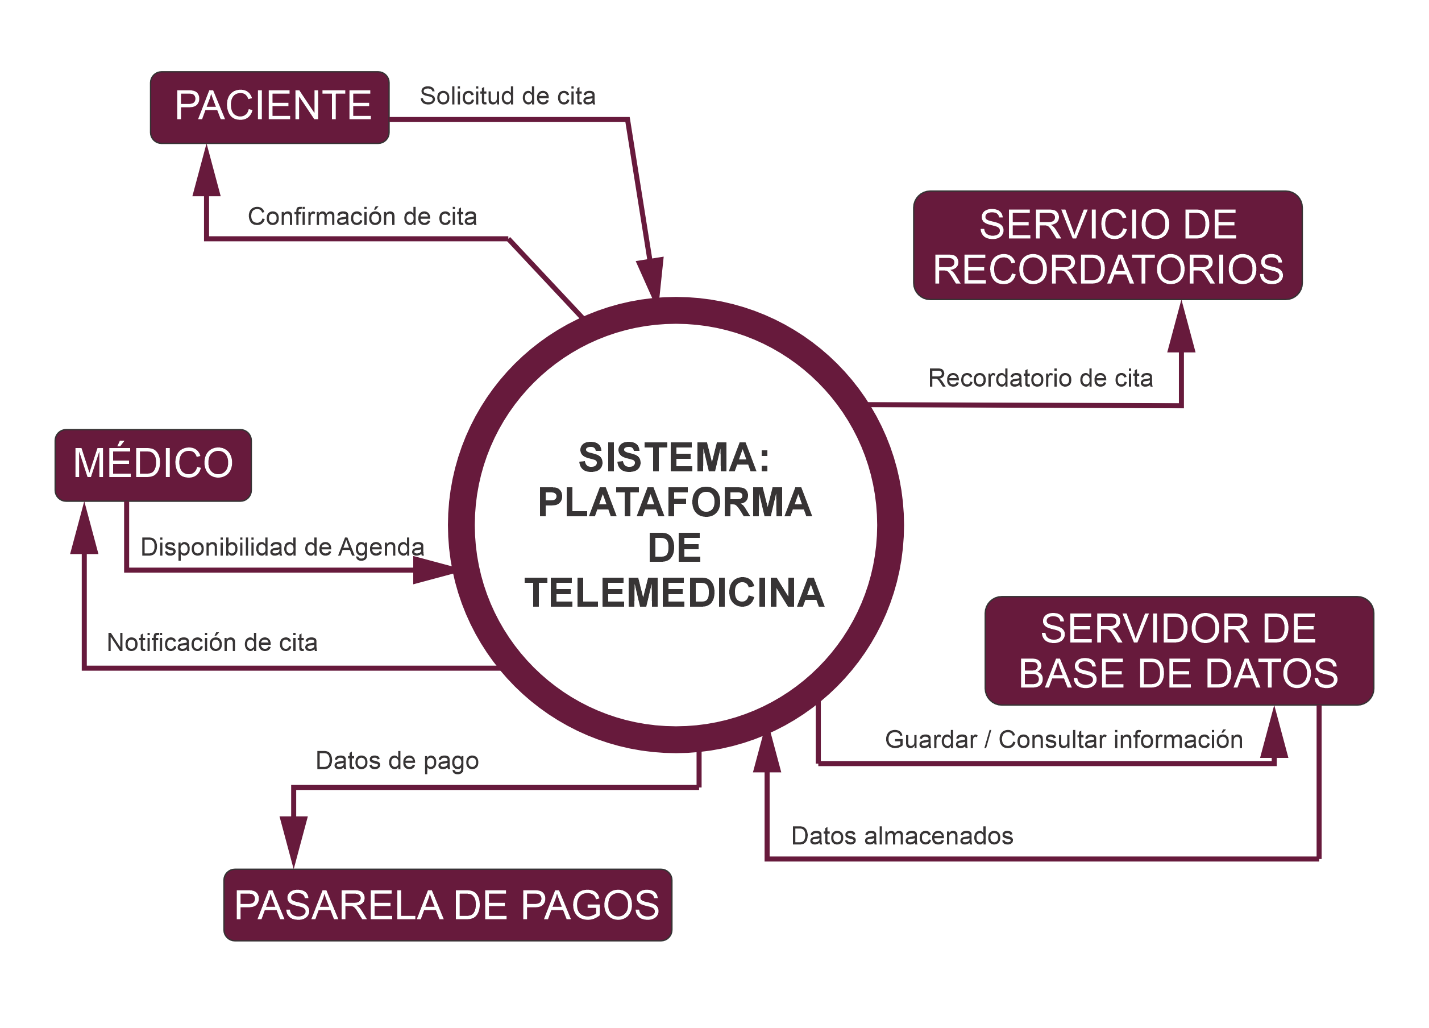 PACIENTE
Solicitud de cita
Confirmación de cita
SERVICIO DE
RECORDATORIOS
Recordatorio de cita
MÉDICO
Disponibilidad de Agenda
Notificación de cita
SISTEMA:
PLATAFORMA
DE
TELEMEDICINA
SERVIDOR DE
BASE DE DATOS
Guardar / Consultar información
Datos almacenados
Datos de pago
PASARELA DE PAGOS